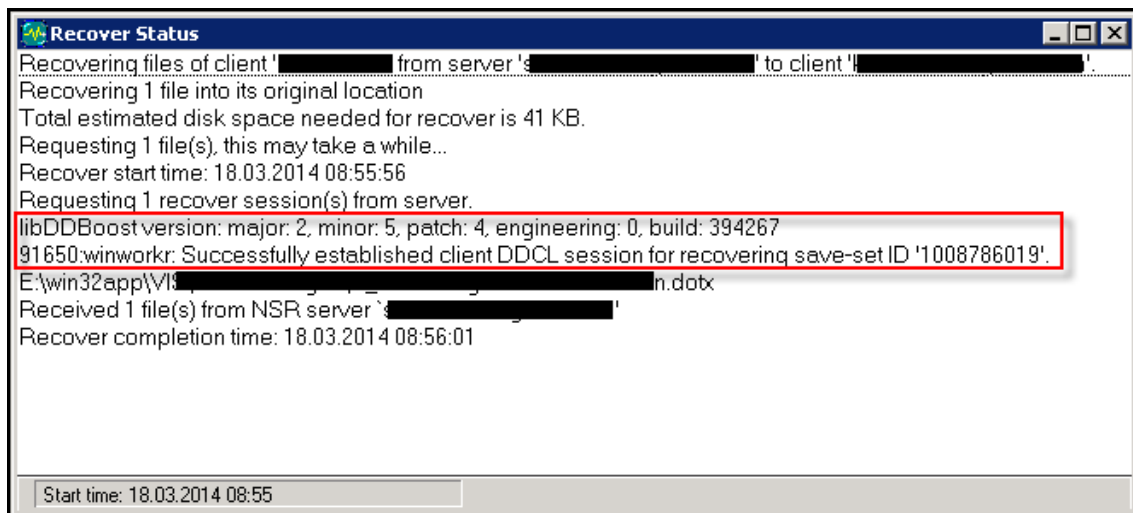 Recover Status
Recovering files of client ' from server 's ' to client ' '.
Recovering 1 file into its original location
Total estimated disk space needed for recover is 41 KB.
Requesting 1 file(s), this may take a while...
Recover start time: 18.03.2014 08:55:56
Requesting 1 recover session(s) from server.
libDDBoost version: major: 2, minor: 5, patch: 4, engineering: 0, build: 394267
91650:winworkr: Successfully established client DDCL session for recovering save-set ID '1008786019'.
E:\win32app\VIS n.dotx
Received 1 file(s) from NSR server `s '
Recover completion time: 18.03.2014 08:56:01
Start time: 18.03.2014 08:55